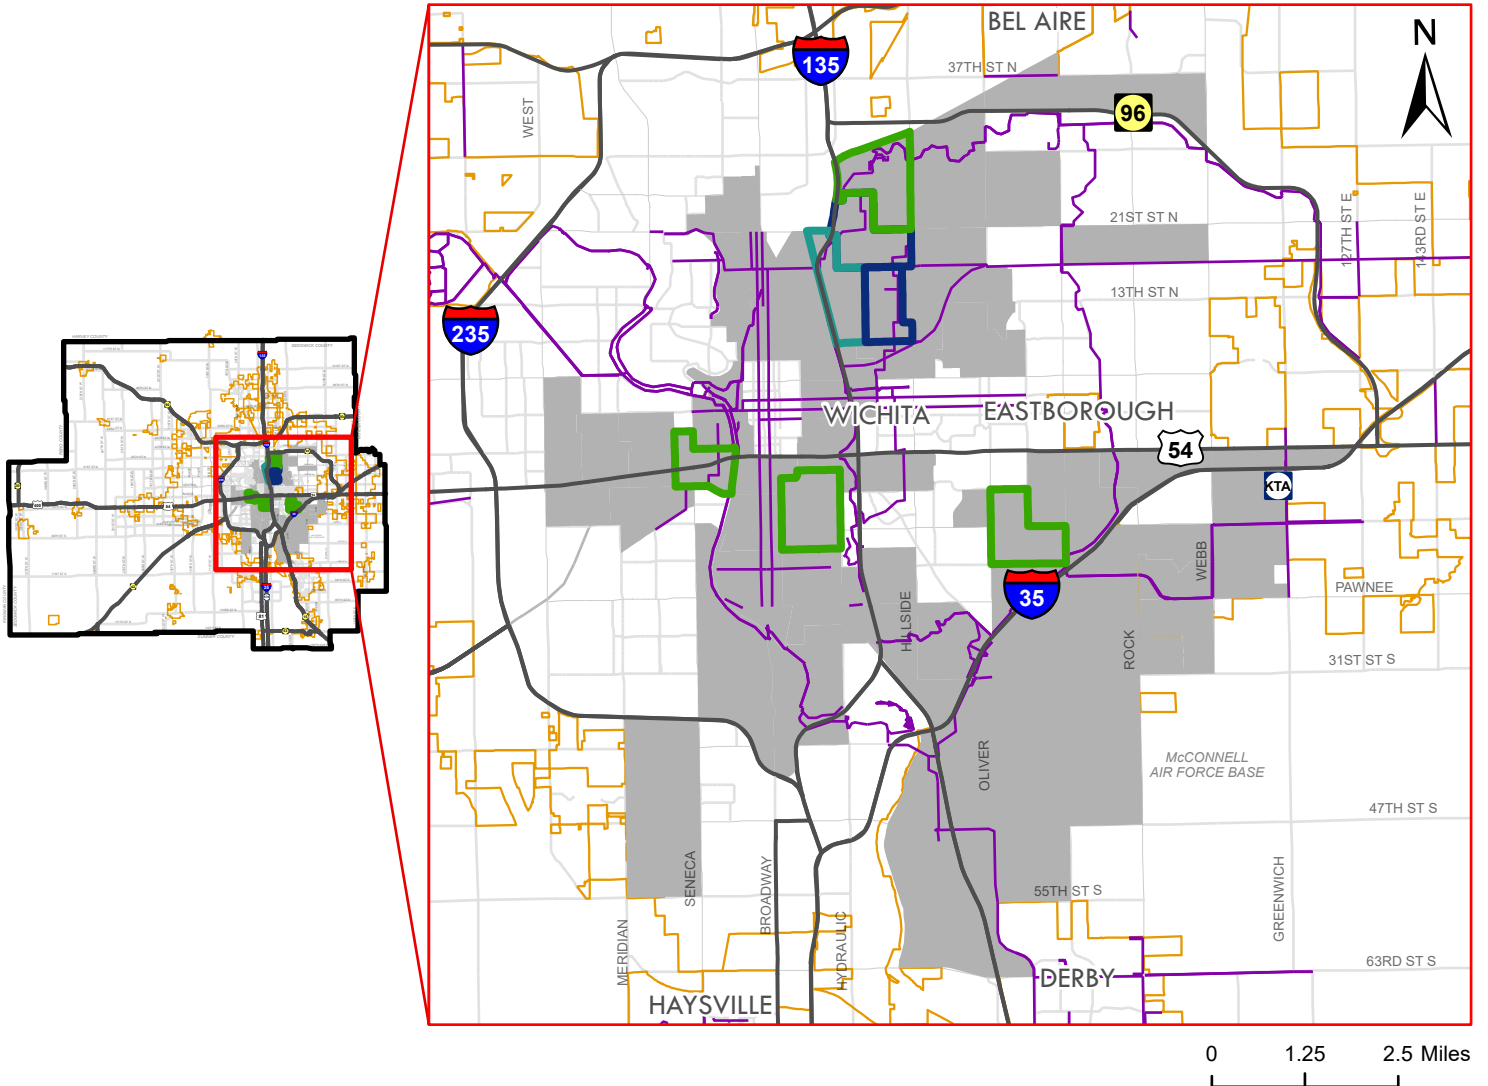 BEL AIRE
N
135
37TH ST N
96
WEST
21ST ST N
127TH ST E
143RD ST E
13TH ST N
235
WICHITA
EASTBOROUGH
54
KTA
35
WEBB
PAWNEE
HILLSIDE
ROCK
31ST ST S
OLIVER
McCONNELL
AIR FORCE BASE
47TH ST S
SENECA
BROADWAY
GREENWICH
55TH ST S
MERIDIAN
HYDRAULIC
63RD ST S
DERBY
HAYSVILLE
0 1.25 2.5 Miles